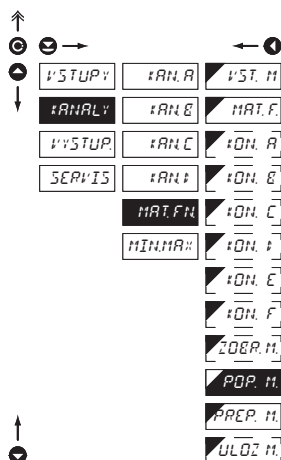 VSTUPY KAN. A VST. M.
KANALY KAN. B MAT. F.
VYSTUP. KAN. C KON. A
SERVIS KAN. D KON. B
MAT. FN. KON. C
MIN.MAX KON. D
KON. E
KON. F
ZOBR. M.
POP. M.
PREP. M.
ULOZ M.